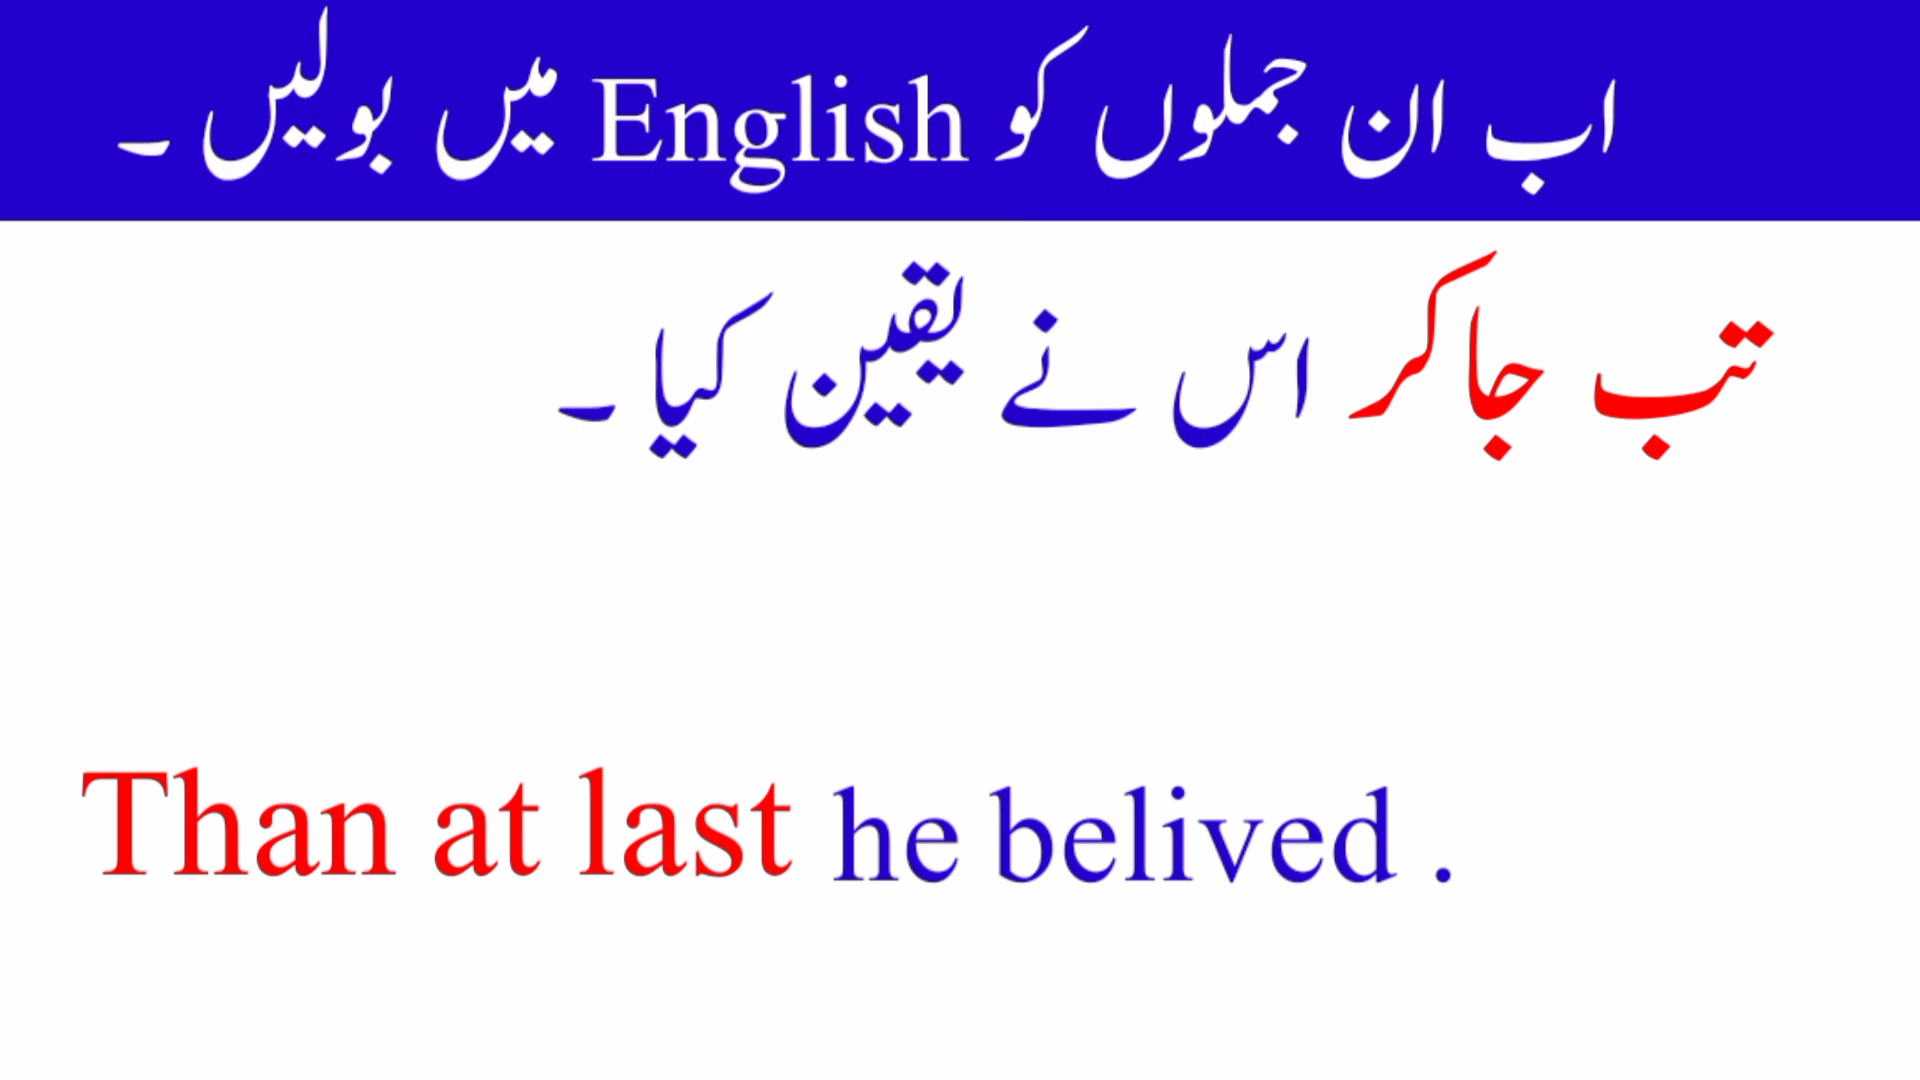 اب ان جملوں کو English میں بولیں ۔
تب جاکر اس نے یقین کیا ۔
Than at last he belived .